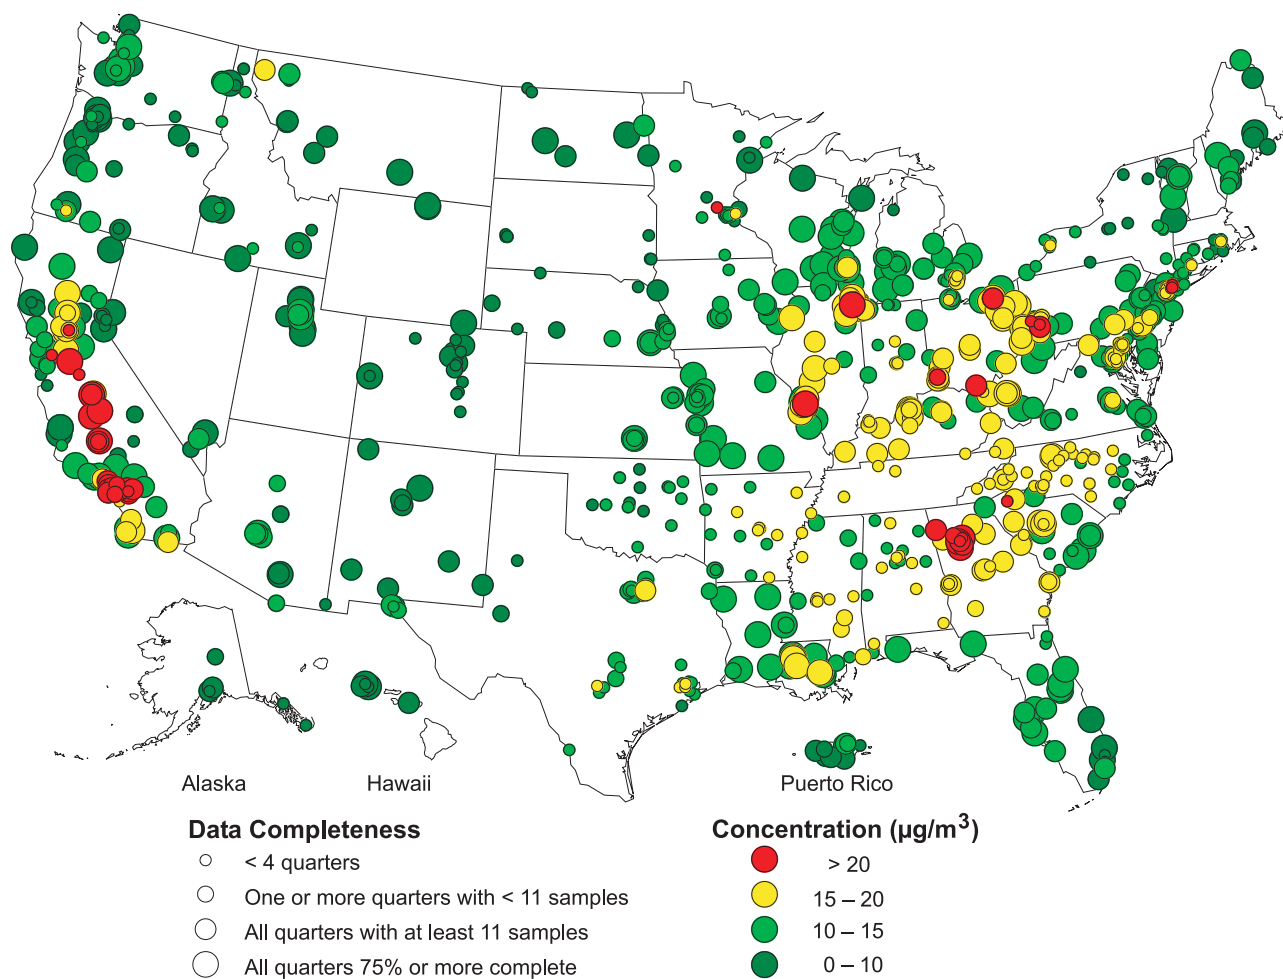 Alaska Hawaii Puerto Rico
Data Completeness
< 4 quarters
One or more quarters with < 11 samples
All quarters with at least 11 samples
All quarters 75% or more complete
Concentration (µg/m³)
> 20
15 – 20
10 – 15
0 – 10